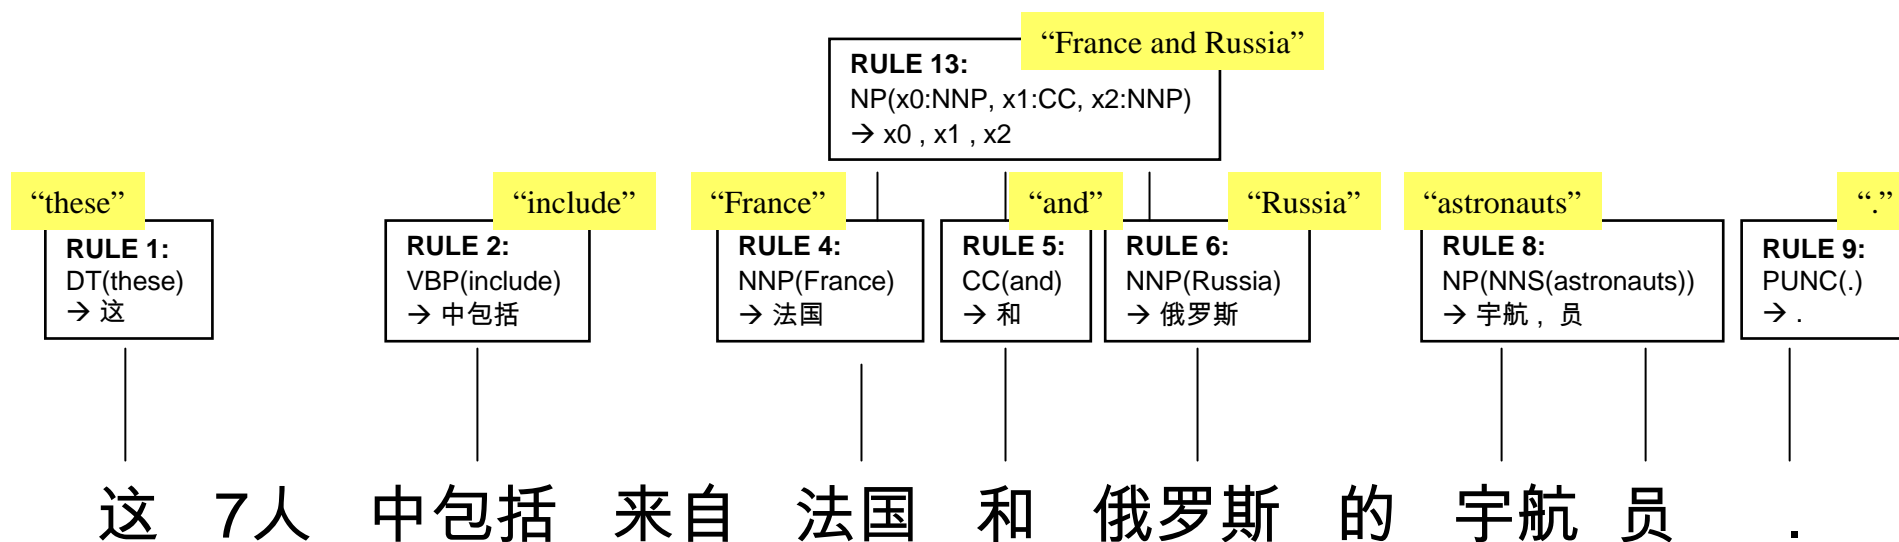 “France and Russia”
RULE 13:
NP(x0:NNP, x1:CC, x2:NNP)
→ x0 , x1 , x2
“these”
RULE 1:
DT(these)
→ 这
“include”
RULE 2:
VBP(include)
→ 中包括
“France”
RULE 4:
NNP(France)
→ 法国
“and”
RULE 5:
CC(and)
→ 和
“Russia”
RULE 6:
NNP(Russia)
→ 俄罗斯
“astronauts”
RULE 8:
NP(NNS(astronauts))
→ 宇航 , 员
“.”
RULE 9:
PUNC(.)
→ .
这 7人 中包括 来自 法国 和 俄罗斯 的 宇航 员 .